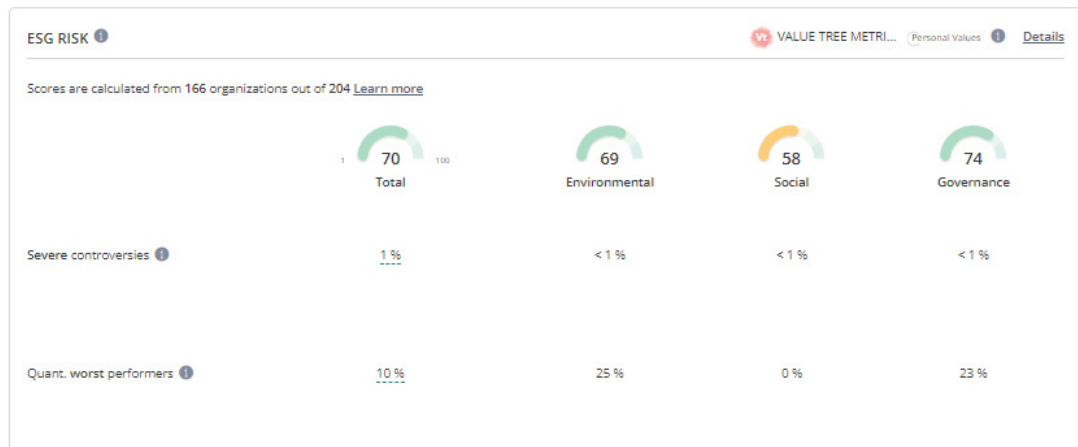 ESG RISK i
Vt VALUE TREE METRI... Personal Values i Details
Scores are calculated from 166 organizations out of 204 Learn more
1 70 100 69 58 74
Total Environmental Social Governance
Severe controversies i 1 % < 1 % < 1 % < 1 %
Quant. worst performers i 10 % 25 % 0 % 23 %